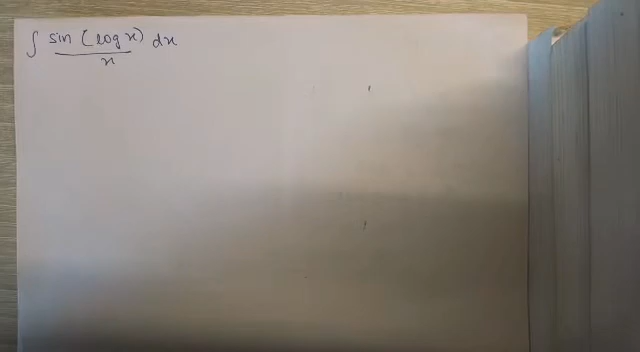 ∫ sin (log x) / x dx